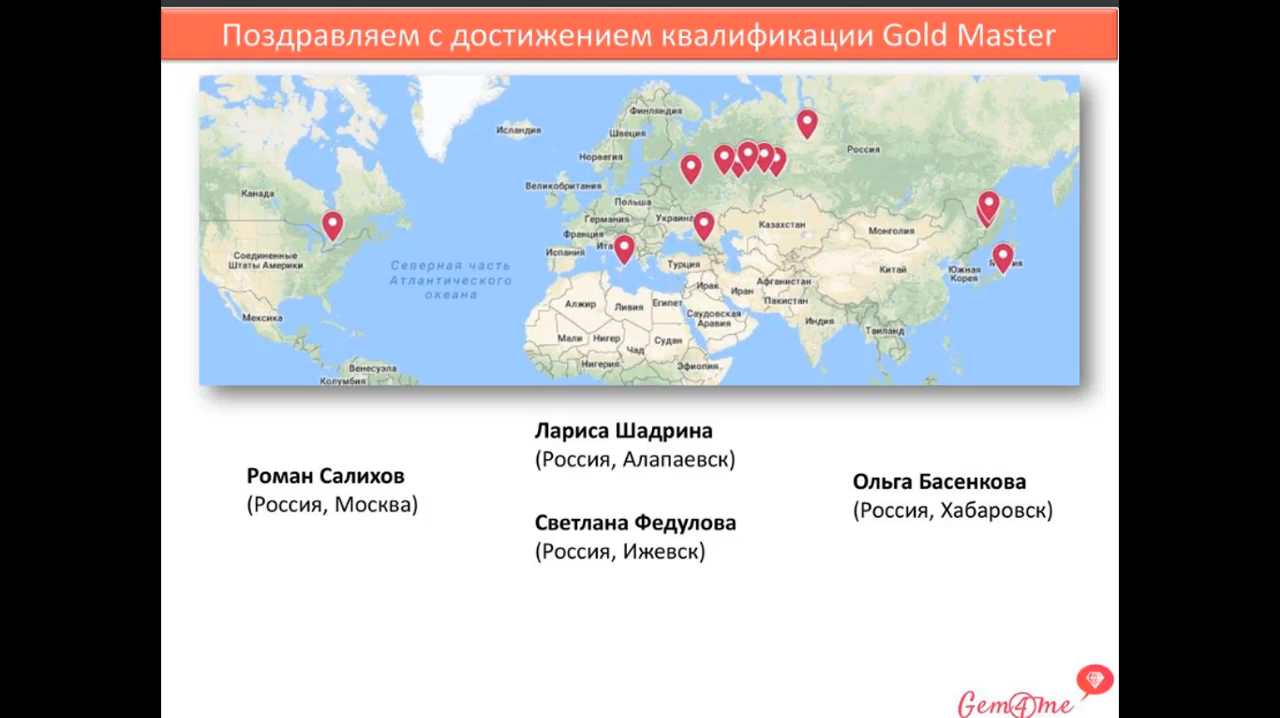 Поздравляем с достижением квалификации Gold Master
Финляндия
Исландия
Швеция
Россия
Норвегия
Великобритания
Канада
Польша
Германия
Украина
Казахстан
Франция
Монголия
Ита
Испания
Соединенные
Штаты Америки
Северная часть
Атлантического
океана
Турция
Китай
Южная
Корея
Ирак
Иран
Афганистан
Пакистан
Алжир
Ливия
Египет
Саудовская
Аравия
Мексика
Индия
Таиланд
Мали
Нигер
Чад
Судан
Нигерия
Эфиопия
Венесуэла
Колумбия
Лариса Шадрина
(Россия, Алапаевск)
Роман Салихов
(Россия, Москва)
Ольга Басенкова
(Россия, Хабаровск)
Светлана Федулова
(Россия, Ижевск)
Gem4me